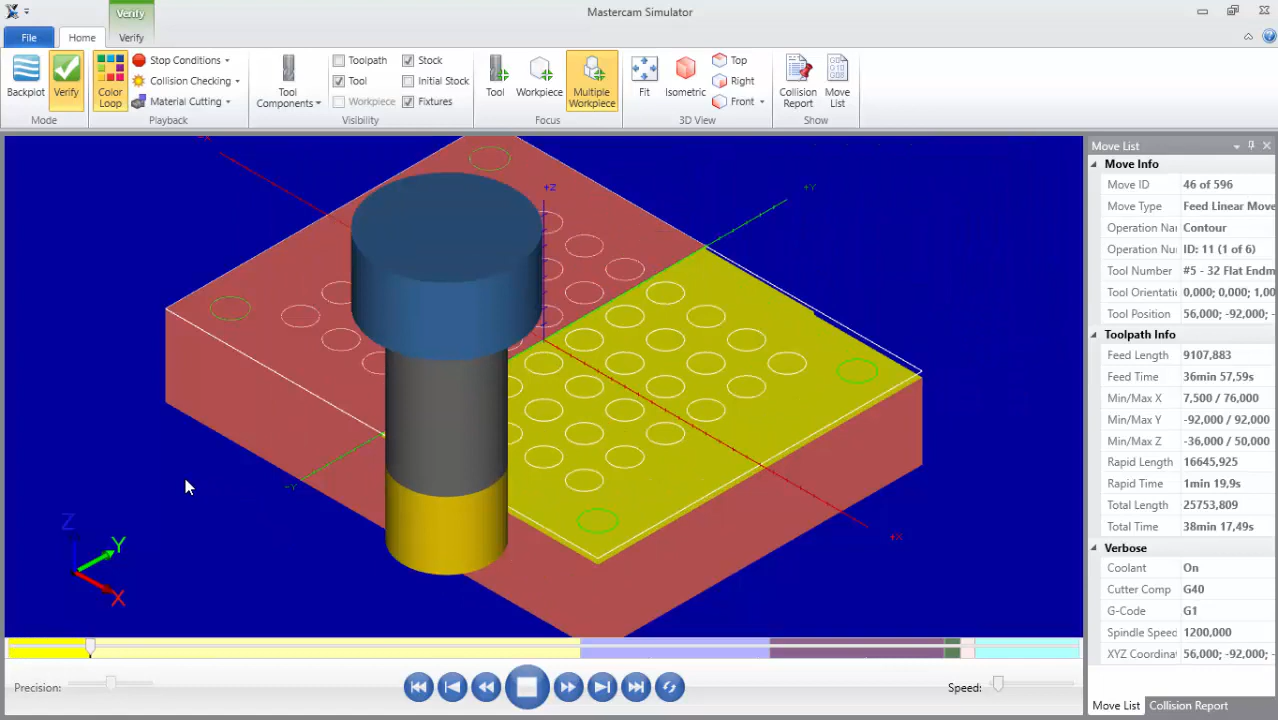 Verify
Mastercam Simulator
File
Home
Verify
Backplot
Verify
Mode
Color Loop
Stop Conditions
Collision Checking
Material Cutting
Playback
Tool Components
Toolpath
Tool
Workpiece
Stock
Initial Stock
Fixtures
Visibility
Tool
Workpiece
Multiple Workpiece
Focus
Fit
Isometric
Top
Right
Front
3D View
Collision Report
Move List
Show
-X
+Z
+Y
-Y
+X
Z
Y
X
Move List
Move Info
Move ID 46 of 596
Move Type Feed Linear Move
Operation Na Contour
Operation Nu ID: 11 (1 of 6)
Tool Number #5 - 32 Flat Endm
Tool Orientati 0,000; 0,000; 1,00
Tool Position 56,000; -92,000; -
Toolpath Info
Feed Length 9107,883
Feed Time 36min 57,59s
Min/Max X 7,500 / 76,000
Min/Max Y -92,000 / 92,000
Min/Max Z -36,000 / 50,000
Rapid Length 16645,925
Rapid Time 1min 19,9s
Total Length 25753,809
Total Time 38min 17,49s
Verbose
Coolant On
Cutter Comp G40
G-Code G1
Spindle Speed 1200,000
XYZ Coordina 56,000; -92,000; -
Precision:
Speed:
Move List
Collision Report